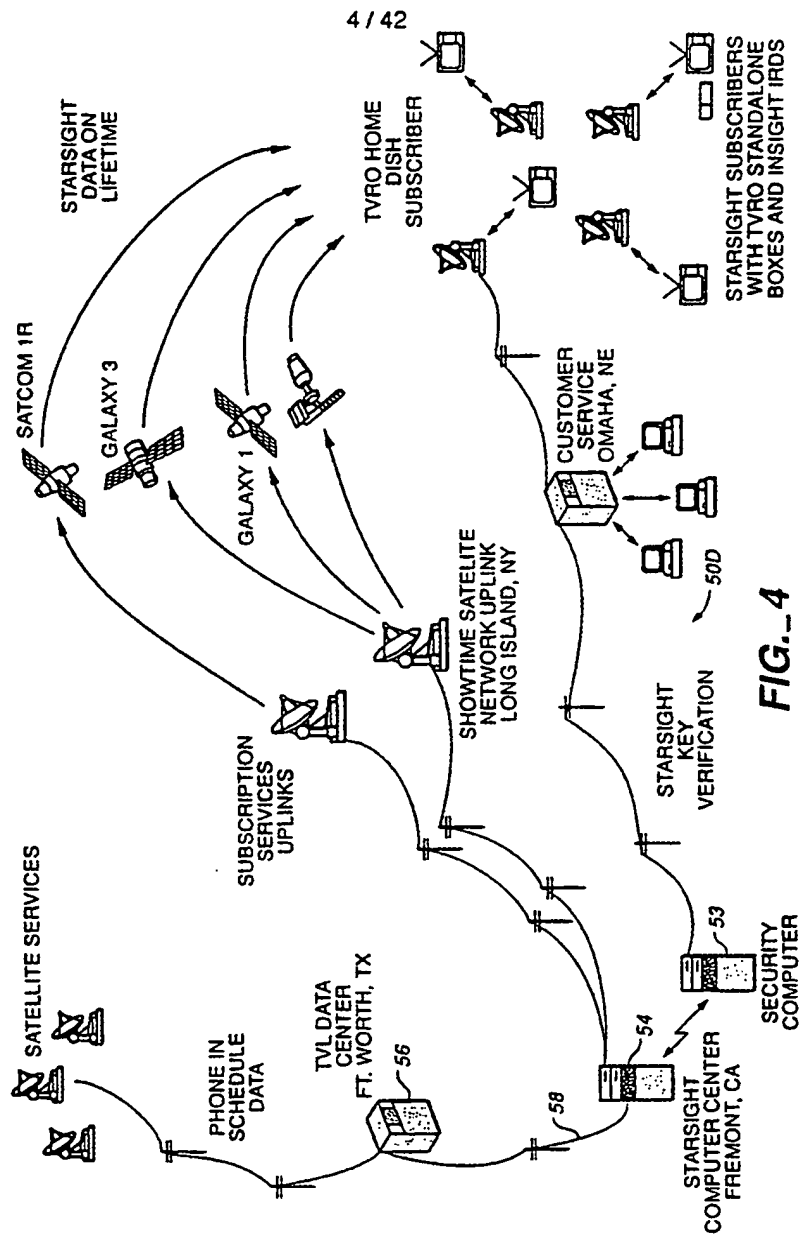 4 / 42
SATELLITE SERVICES
PHONE IN
SCHEDULE
DATA
TVL DATA
CENTER
FT. WORTH, TX
56
58
54
STARSIGHT
COMPUTER CENTER
FREMONT, CA
53
SECURITY
COMPUTER
SUBSCRIPTION
SERVICES
UPLINKS
SHOWTIME SATELITE
NETWORK UPLINK
LONG ISLAND, NY
STARSIGHT
KEY
VERIFICATION
50D
SATCOM 1R
GALAXY 3
GALAXY 1
STARSIGHT
DATA ON
LIFETIME
TVRO HOME
DISH
SUBSCRIBER
CUSTOMER
SERVICE
OMAHA, NE
STARSIGHT SUBSCRIBERS
WITH TVRO STANDALONE
BOXES AND INSIGHT IRDS
FIG._4